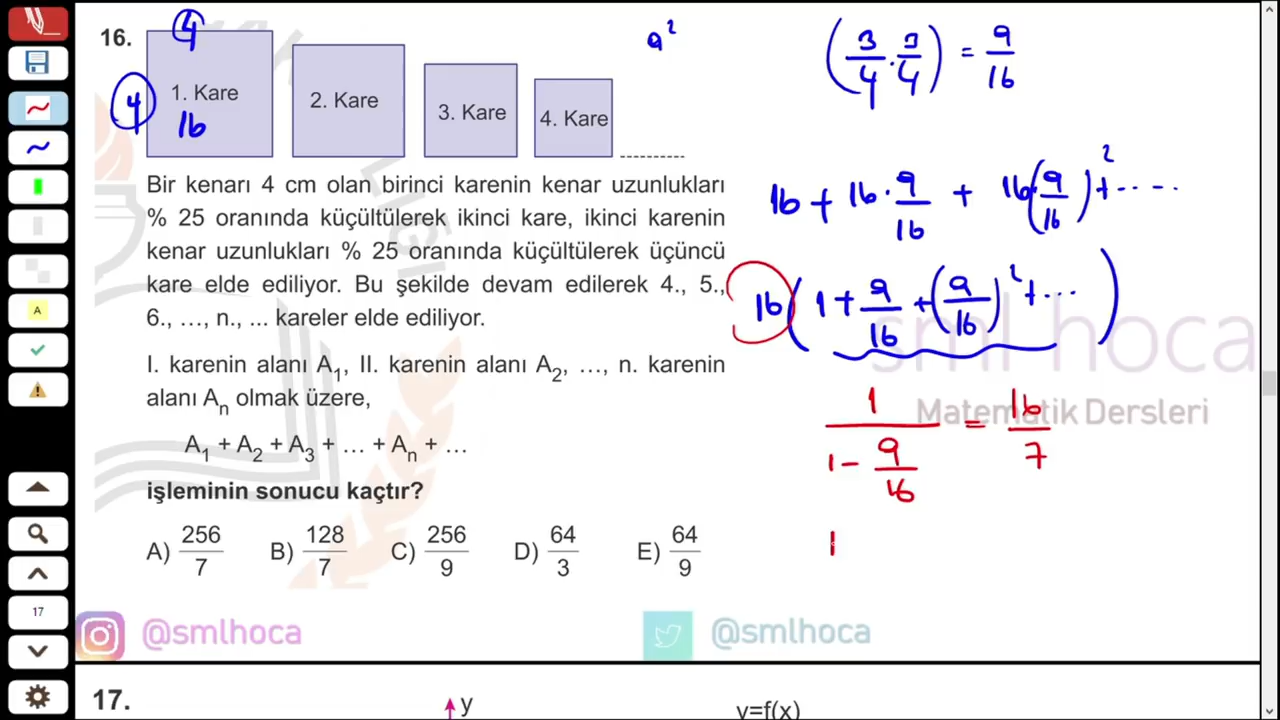 16.
4
4
1. Kare
16
2. Kare
3. Kare
4. Kare
..........
a²
(3/4 · 3/4) = 9/16
16 + 16 · 9/16 + 16 · (9/16)² + .....
16 (1 + 9/16 + (9/16)² + ...)
1/(1 - 9/16) = 16/7
1
Bir kenarı 4 cm olan birinci karenin kenar uzunlukları
% 25 oranında küçültülerek ikinci kare, ikinci karenin
kenar uzunlukları % 25 oranında küçültülerek üçüncü
kare elde ediliyor. Bu şekilde devam edilerek 4., 5.,
6., ..., n., ... kareler elde ediliyor.
I. karenin alanı A₁, II. karenin alanı A₂, ..., n. karenin
alanı Aₙ olmak üzere,
A₁ + A₂ + A₃ + ... + Aₙ + ...
işleminin sonucu kaçtır?
A) 256/7 B) 128/7 C) 256/9 D) 64/3 E) 64/9
sml hoca
Matematik Dersleri
@smlhoca
@smlhoca
17.
y
y=f(x)
A
17